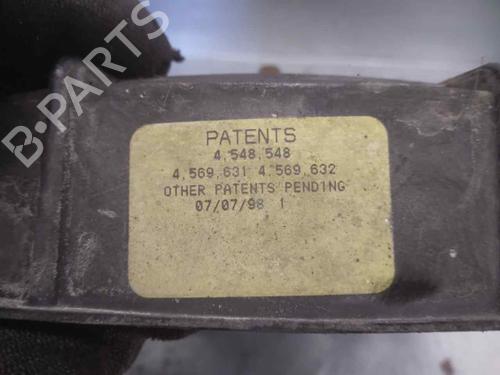 B-PARTS
PATENTS
4,548,548
4,569,631 4,569,632
OTHER PATENTS PENDING
07/07/98 1